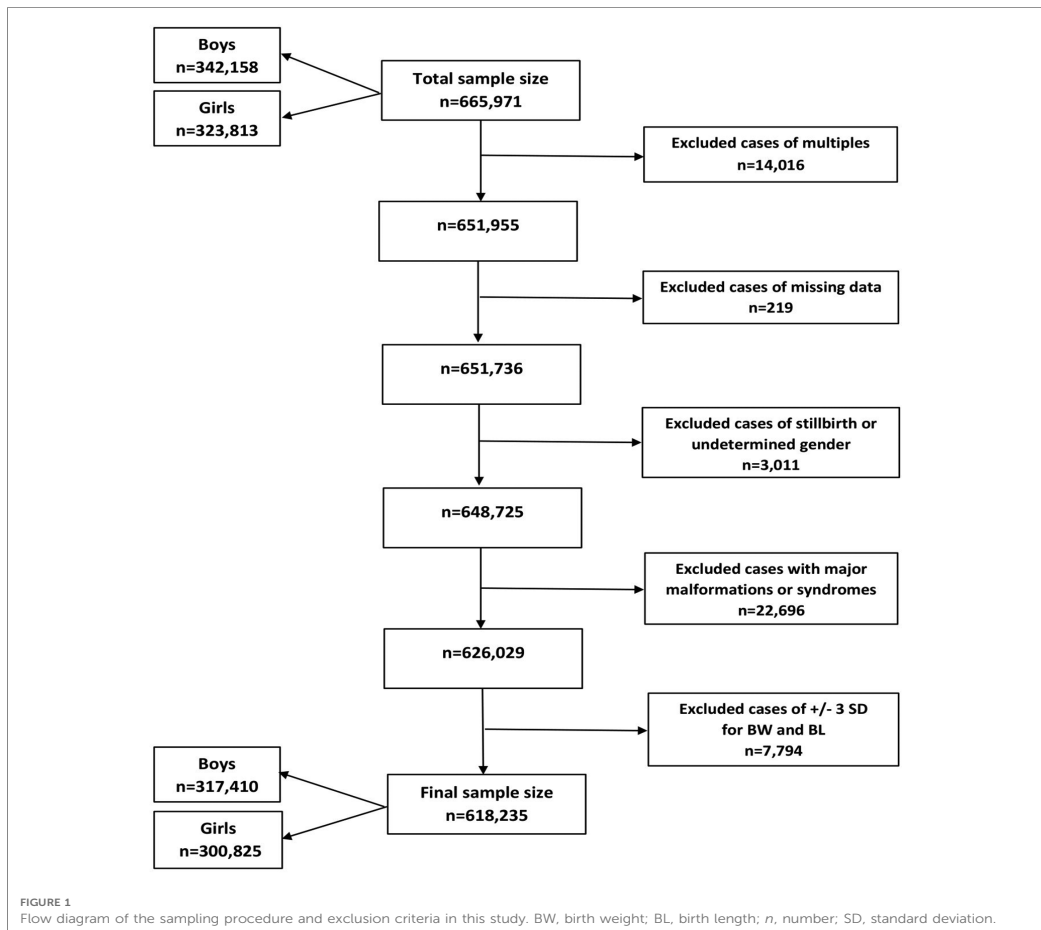 Boys
n=342,158
Total sample size
n=665,971
Girls
n=323,813
Excluded cases of multiples
n=14,016
n=651,955
Excluded cases of missing data
n=219
n=651,736
Excluded cases of stillbirth or
undetermined gender
n=3,011
n=648,725
Excluded cases with major
malformations or syndromes
n=22,696
n=626,029
Excluded cases of +/- 3 SD
for BW and BL
n=7,794
Boys
n=317,410
Final sample size
n=618,235
Girls
n=300,825
FIGURE 1
Flow diagram of the sampling procedure and exclusion criteria in this study. BW, birth weight; BL, birth length; n, number; SD, standard deviation.